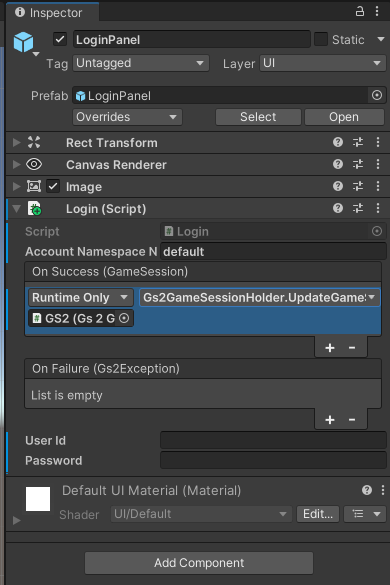 Inspector
LoginPanel Static
Tag Untagged Layer UI
Prefab LoginPanel
Overrides Select Open
Rect Transform
Canvas Renderer
Image
Login (Script)
Script Login
Account Namespace N default
On Success (GameSession)
Runtime Only Gs2GameSessionHolder.UpdateGameS
GS2 (Gs 2 G
+ -
On Failure (Gs2Exception)
List is empty
+ -
User Id
Password
Default UI Material (Material)
Shader UI/Default Edit...
Add Component